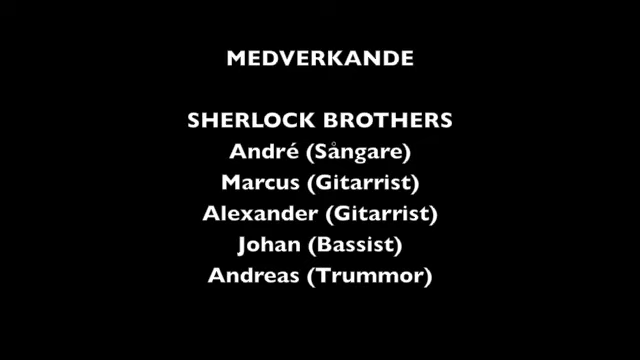 MEDVERKANDE
SHERLOCK BROTHERS
André (Sångare)
Marcus (Gitarrist)
Alexander (Gitarrist)
Johan (Bassist)
Andreas (Trummor)